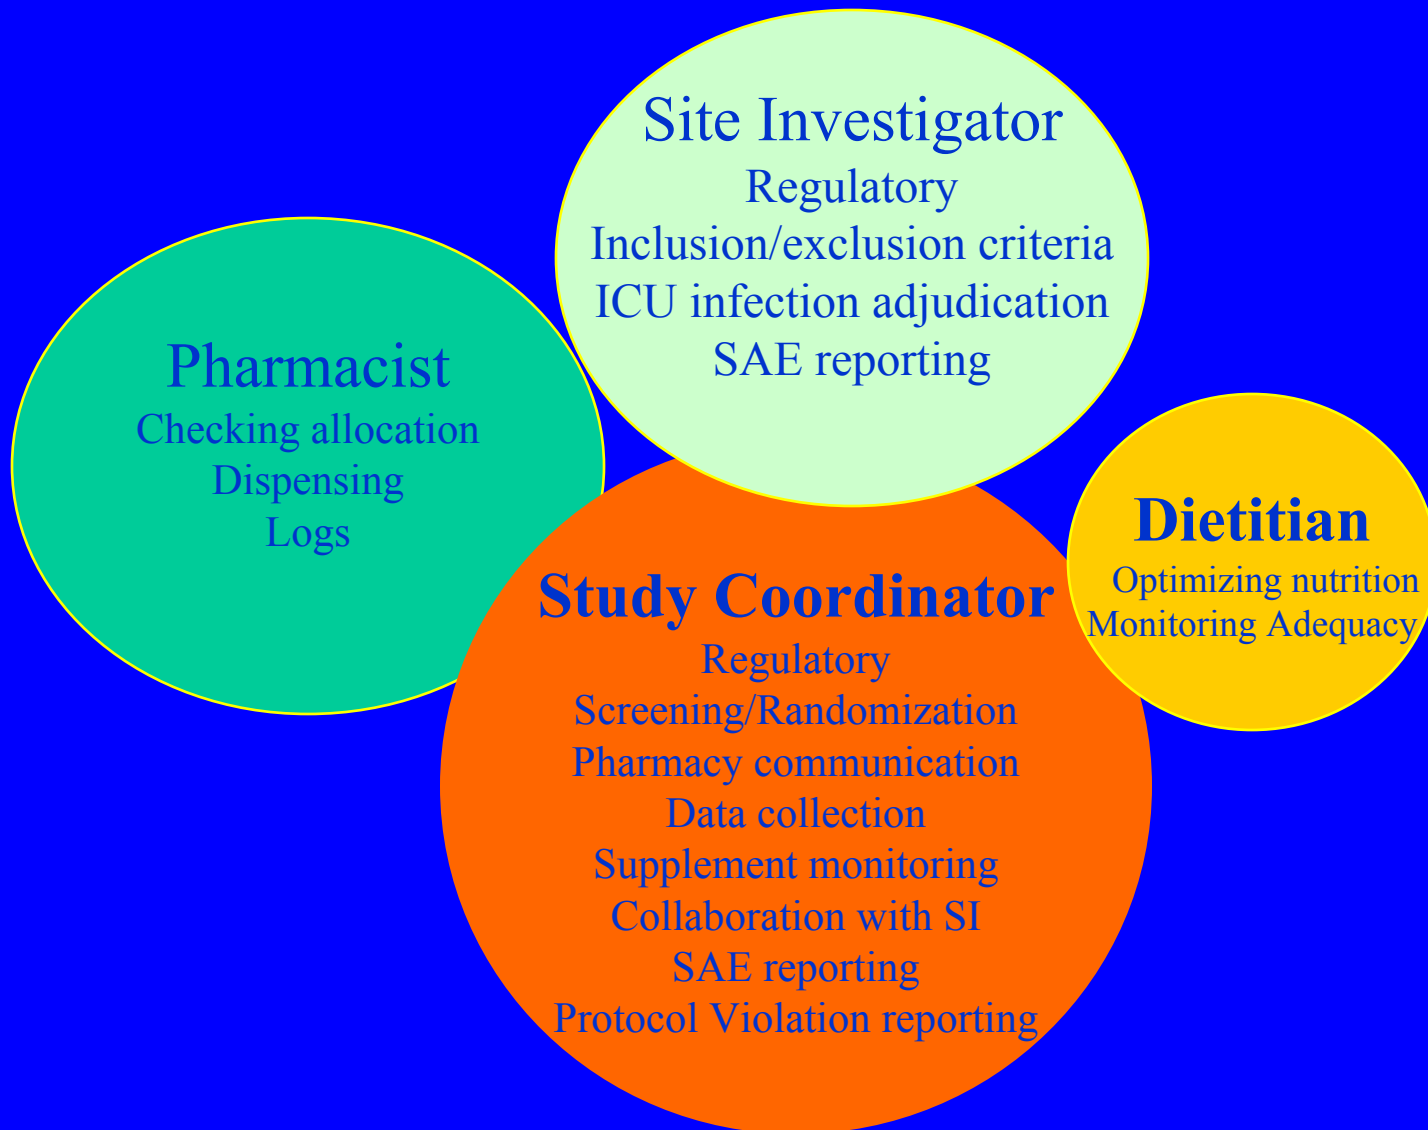 Site Investigator
Regulatory
Inclusion/exclusion criteria
ICU infection adjudication
SAE reporting
Pharmacist
Checking allocation
Dispensing
Logs
Dietitian
Optimizing nutrition
Monitoring Adequacy
Study Coordinator
Regulatory
Screening/Randomization
Pharmacy communication
Data collection
Supplement monitoring
Collaboration with SI
SAE reporting
Protocol Violation reporting